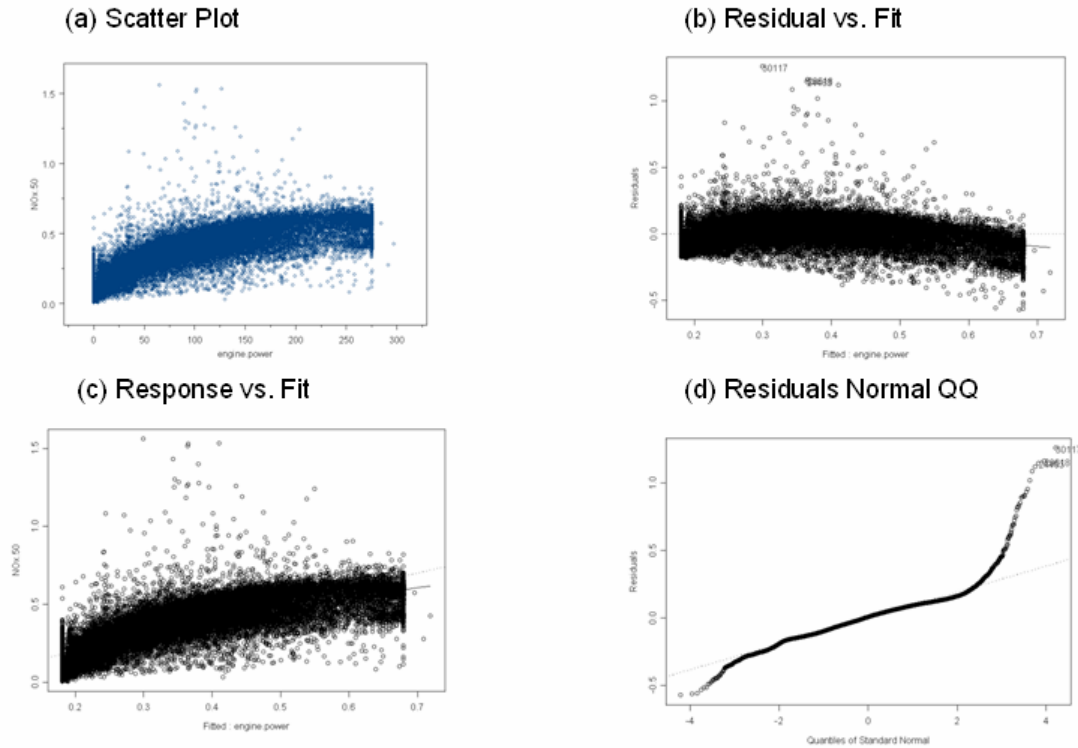 (a) Scatter Plot
NOx.50
1.5
1.0
0.5
0.0
0 50 100 150 200 250 300
engine.power
(b) Residual vs. Fit
Residuals
1.0
0.5
0.0
-0.5
0.2 0.3 0.4 0.5 0.6 0.7
Fitted : engine.power
(c) Response vs. Fit
NOx.50
1.5
1.0
0.5
0.0
0.2 0.3 0.4 0.5 0.6 0.7
Fitted : engine.power
(d) Residuals Normal QQ
Residuals
1.0
0.5
0.0
-0.5
-4 -2 0 2 4
Quantiles of Standard Normal